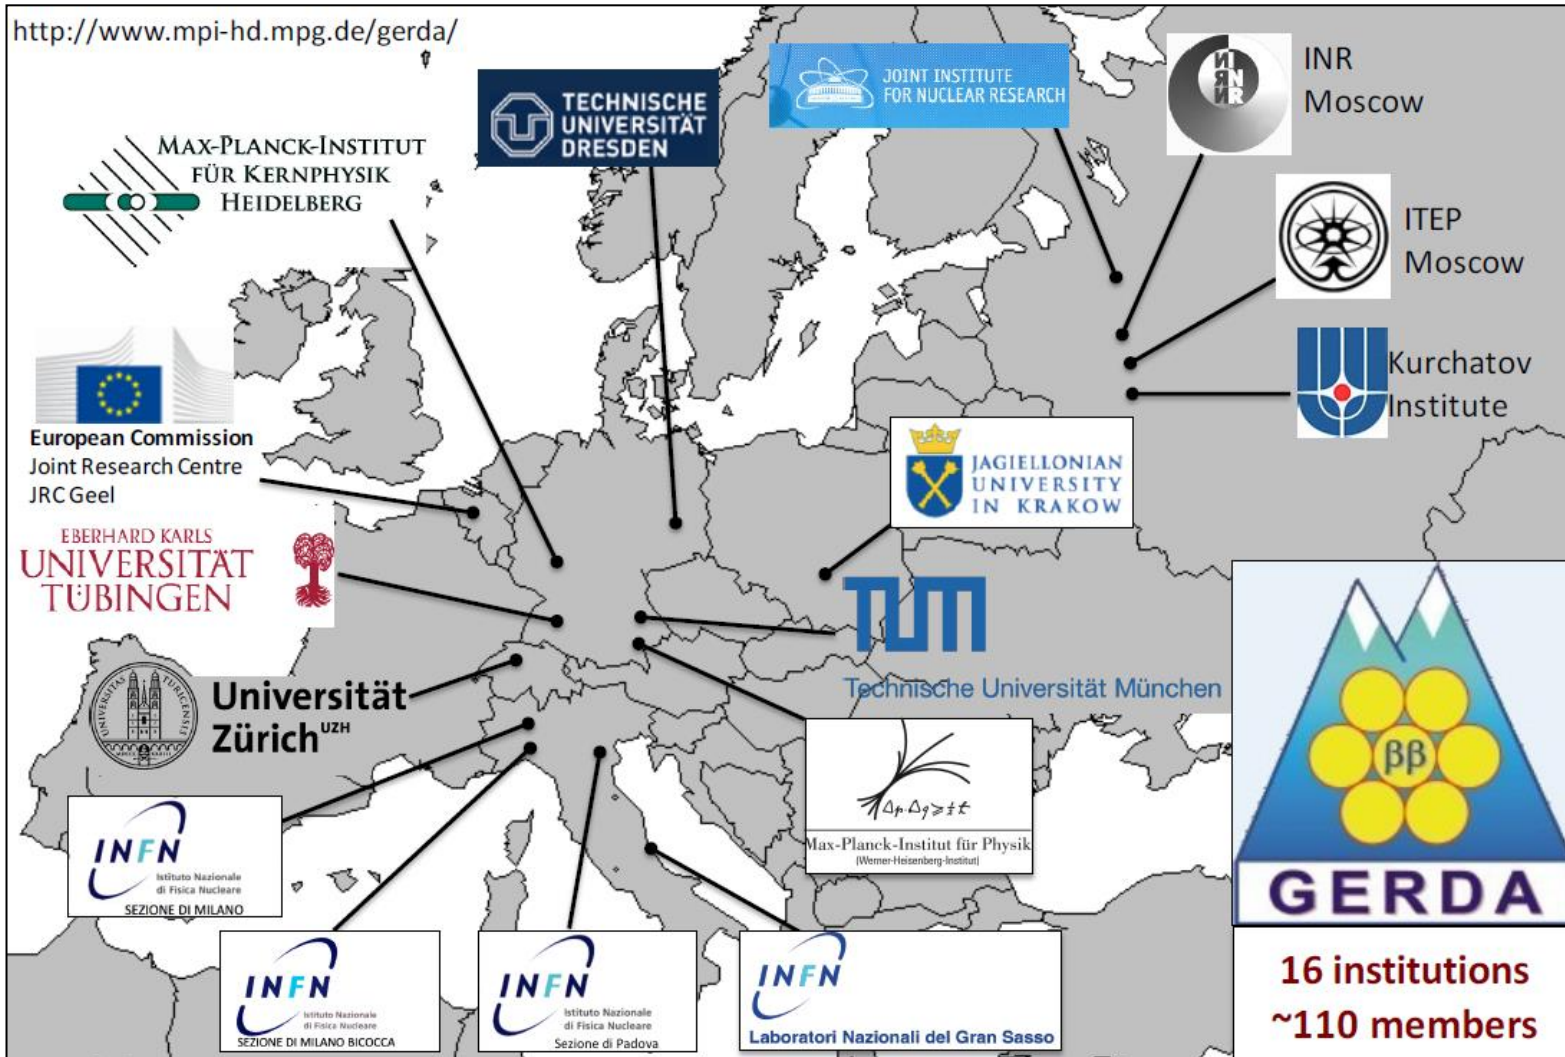 http://www.mpi-hd.mpg.de/gerda/
MAX-PLANCK-INSTITUT
FÜR KERNPHYSIK
HEIDELBERG
TECHNISCHE
UNIVERSITÄT
DRESDEN
JOINT INSTITUTE
FOR NUCLEAR RESEARCH
INR
Moscow
ITEP
Moscow
Kurchatov
Institute
European Commission
Joint Research Centre
JRC Geel
JAGIELLONIAN
UNIVERSITY
IN KRAKOW
EBERHARD KARLS
UNIVERSITÄT
TÜBINGEN
TUM
Technische Universität München
Universität
Zürich UZH
Δp·Δq≥½ħ
Max-Planck-Institut für Physik
(Werner-Heisenberg-Institut)
INFN
Istituto Nazionale
di Fisica Nucleare
SEZIONE DI MILANO
INFN
Istituto Nazionale
di Fisica Nucleare
SEZIONE DI MILANO BICOCCA
INFN
Istituto Nazionale
di Fisica Nucleare
Sezione di Padova
INFN
Laboratori Nazionali del Gran Sasso
ββ
GERDA
16 institutions
~110 members